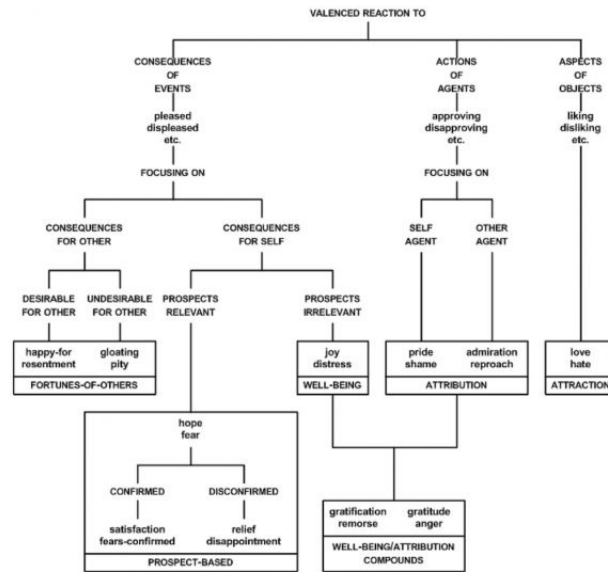 VALENCED REACTION TO
CONSEQUENCES
OF
EVENTS
pleased
displeased
etc.
FOCUSING ON
ACTIONS
OF
AGENTS
approving
disapproving
etc.
FOCUSING ON
ASPECTS
OF
OBJECTS
liking
disliking
etc.
CONSEQUENCES
FOR OTHER
CONSEQUENCES
FOR SELF
SELF
AGENT
OTHER
AGENT
DESIRABLE
FOR OTHER
UNDESIRABLE
FOR OTHER
PROSPECTS
RELEVANT
PROSPECTS
IRRELEVANT
happy-for
resentment
gloating
pity
FORTUNES-OF-OTHERS
joy
distress
WELL-BEING
pride
shame
admiration
reproach
ATTRIBUTION
love
hate
ATTRACTION
hope
fear
CONFIRMED
DISCONFIRMED
satisfaction
fears-confirmed
relief
disappointment
PROSPECT-BASED
gratification
remorse
gratitude
anger
WELL-BEING/ATTRIBUTION
COMPOUNDS